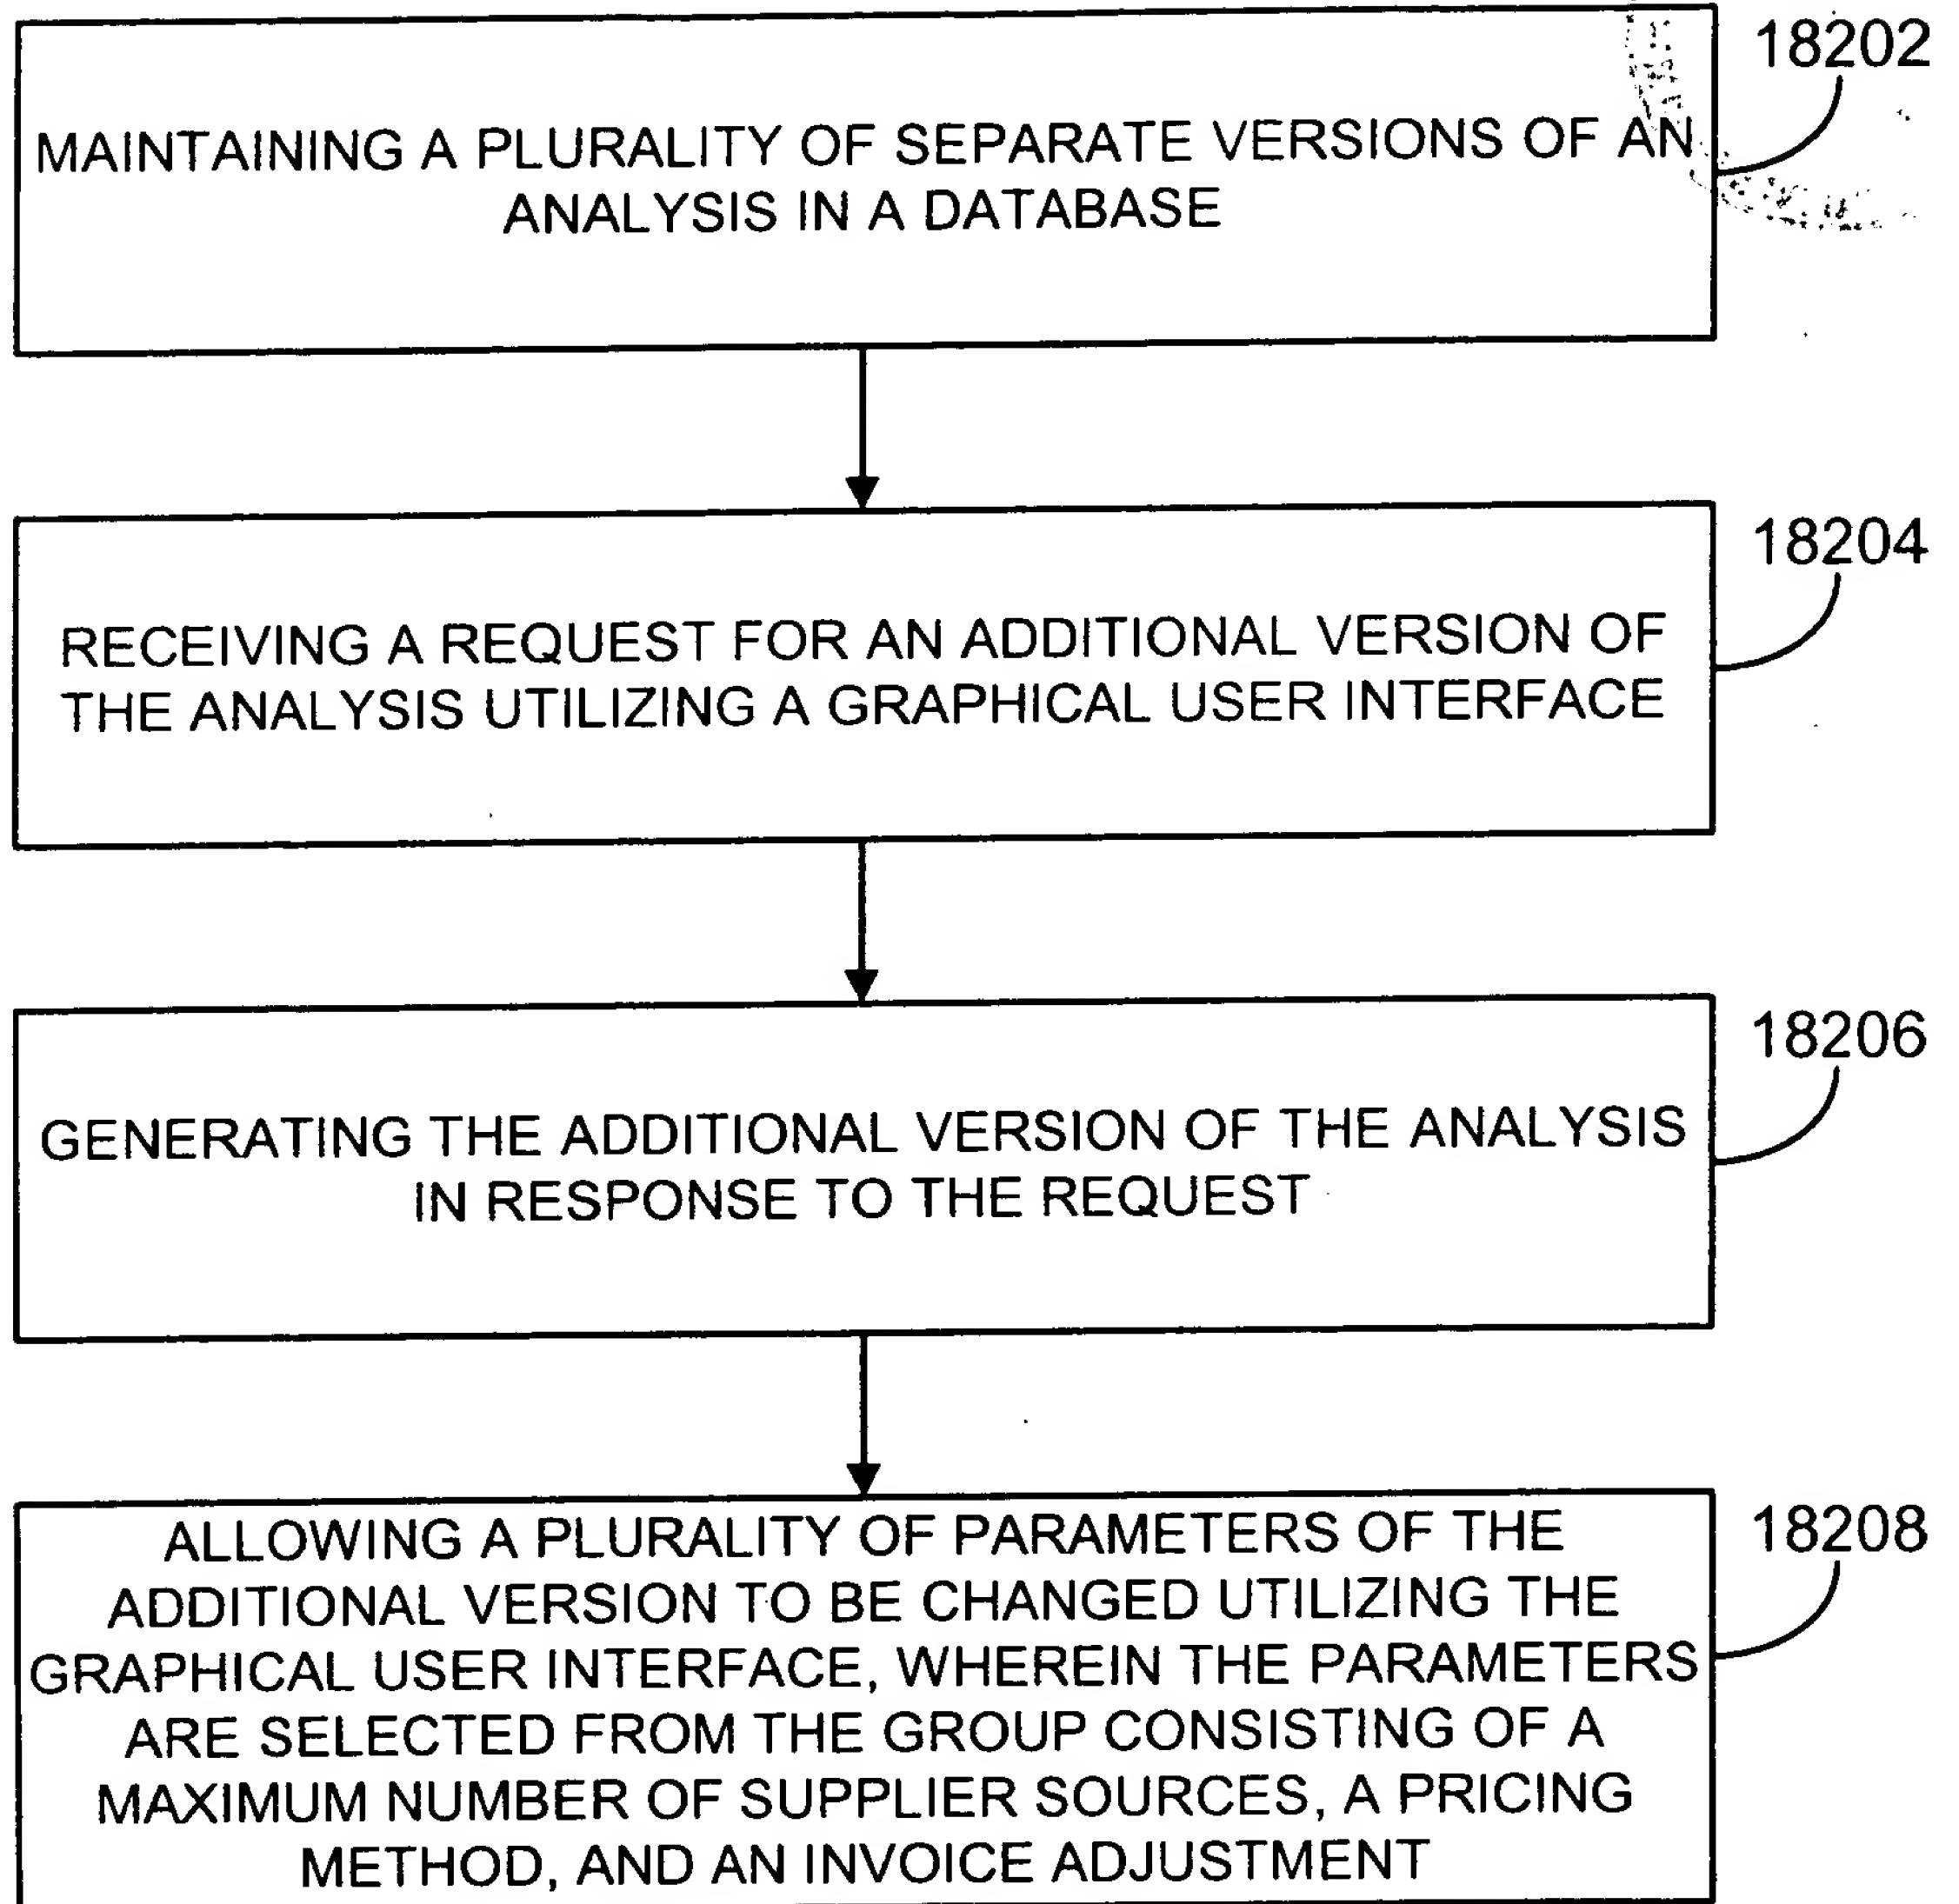 18202
MAINTAINING A PLURALITY OF SEPARATE VERSIONS OF AN
ANALYSIS IN A DATABASE
18204
RECEIVING A REQUEST FOR AN ADDITIONAL VERSION OF
THE ANALYSIS UTILIZING A GRAPHICAL USER INTERFACE
18206
GENERATING THE ADDITIONAL VERSION OF THE ANALYSIS
IN RESPONSE TO THE REQUEST
18208
ALLOWING A PLURALITY OF PARAMETERS OF THE
ADDITIONAL VERSION TO BE CHANGED UTILIZING THE
GRAPHICAL USER INTERFACE, WHEREIN THE PARAMETERS
ARE SELECTED FROM THE GROUP CONSISTING OF A
MAXIMUM NUMBER OF SUPPLIER SOURCES, A PRICING
METHOD, AND AN INVOICE ADJUSTMENT